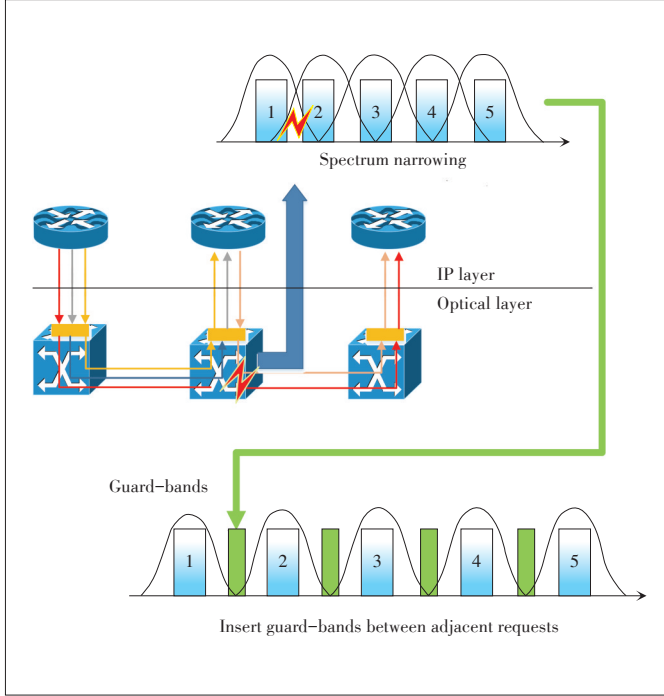 1 2 3 4 5
Spectrum narrowing
IP layer
Optical layer
Guard-bands
1 2 3 4 5
Insert guard-bands between adjacent requests